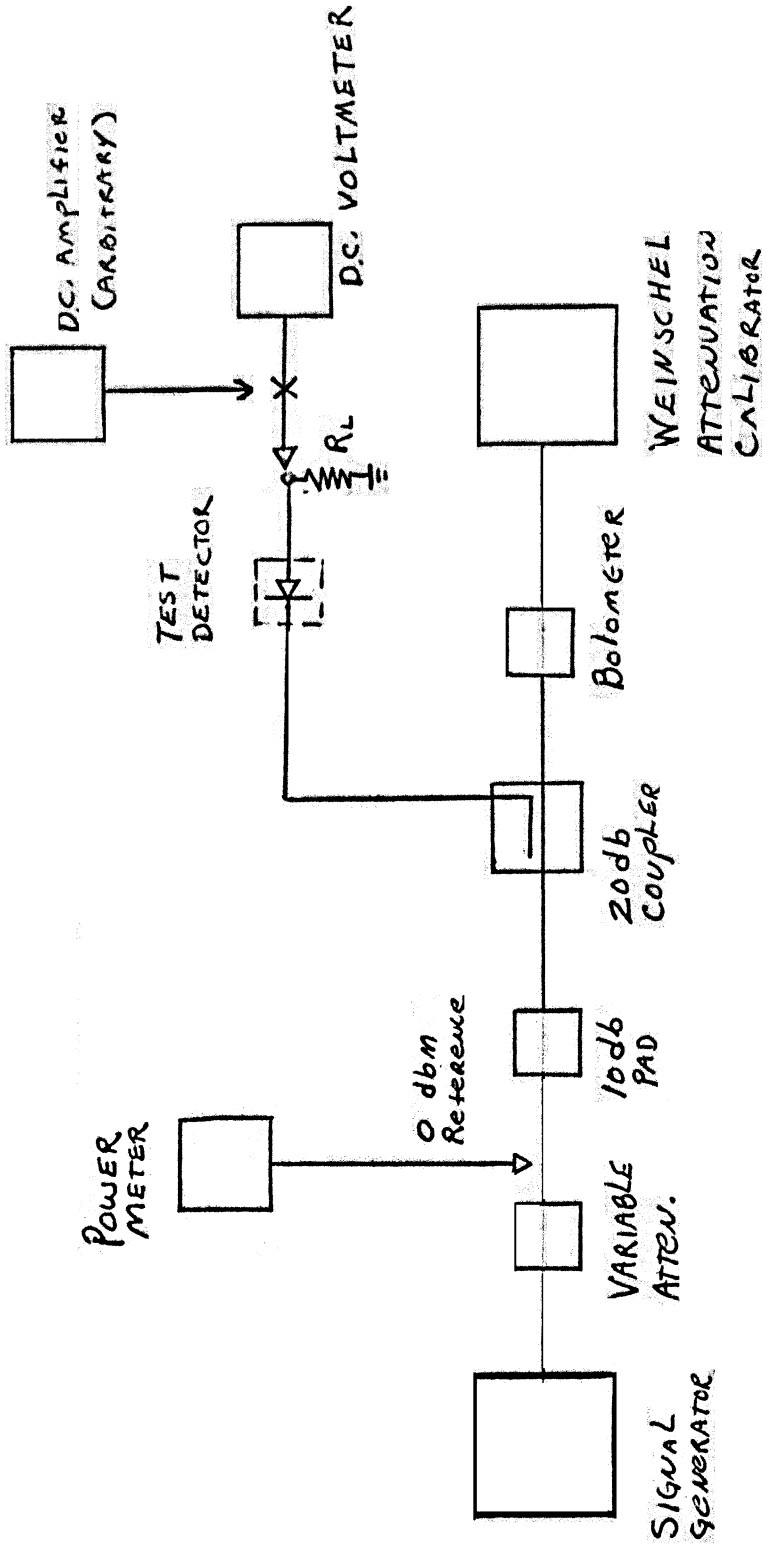 D.C. AMPLIFIER
(ARBITRARY)
D.C. VOLTMETER
RL
TEST
DETECTOR
POWER
METER
0 dbm
Reference
SIGNAL
GENERATOR
VARIABLE
ATTEN.
10db
PAD
20db
COUPLER
BOLOMETER
WEINSCHEL
ATTENUATION
CALIBRATOR